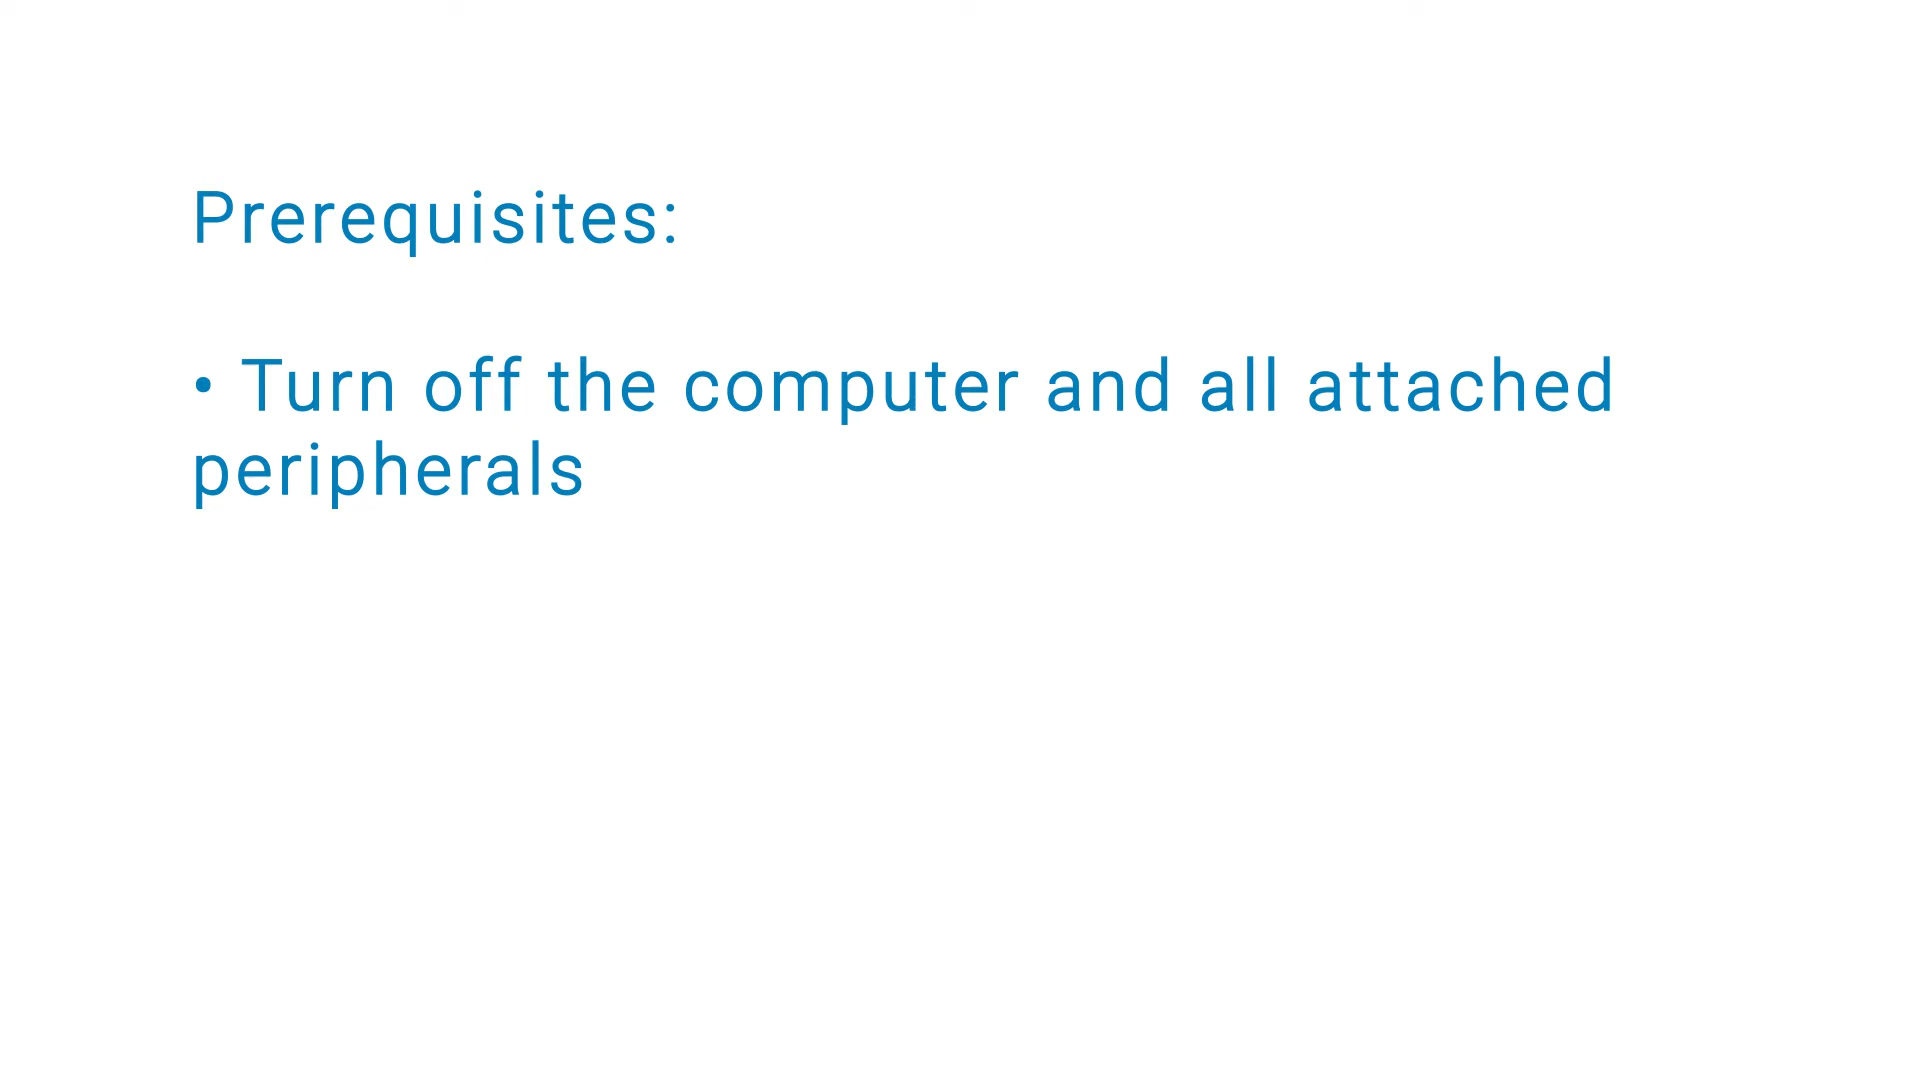 Prerequisites:
• Turn off the computer and all attached
peripherals